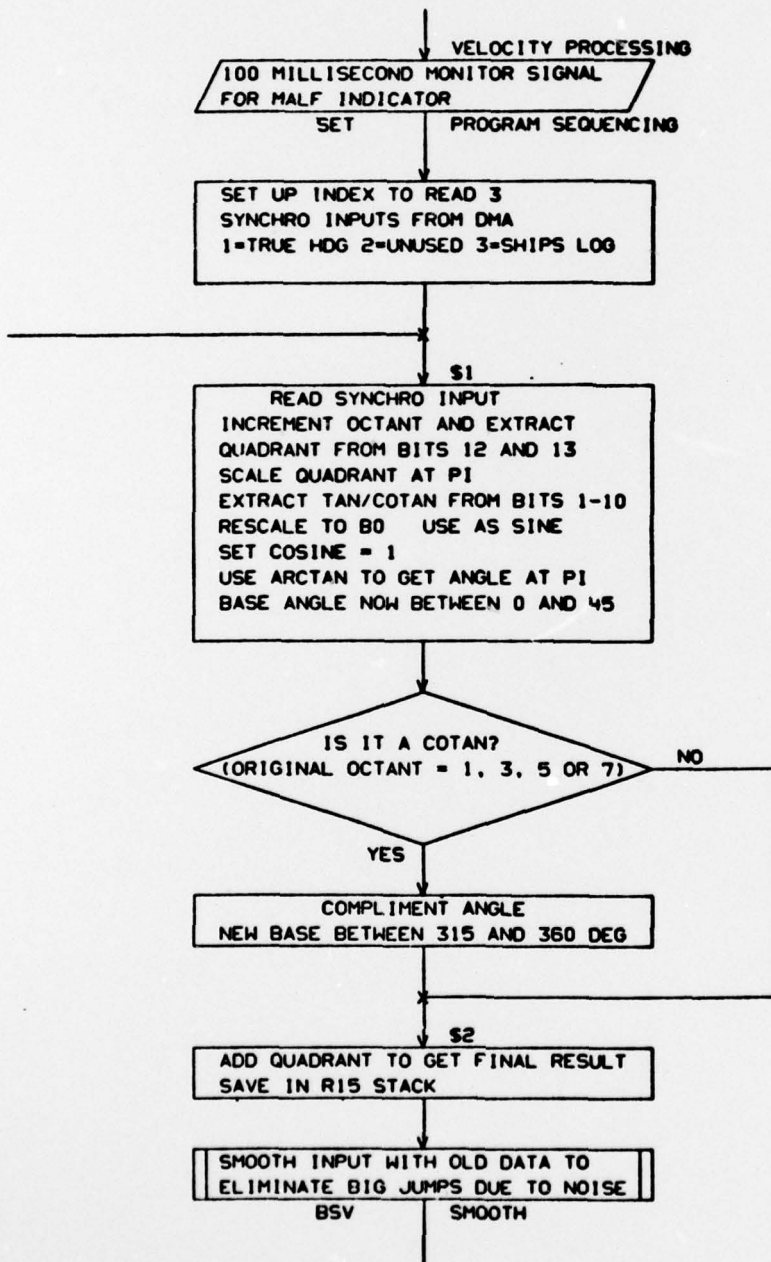 VELOCITY PROCESSING
100 MILLISECOND MONITOR SIGNAL
FOR MALF INDICATOR
SET PROGRAM SEQUENCING
SET UP INDEX TO READ 3
SYNCHRO INPUTS FROM DMA
1=TRUE HDG 2=UNUSED 3=SHIPS LOG
$1
READ SYNCHRO INPUT
INCREMENT OCTANT AND EXTRACT
QUADRANT FROM BITS 12 AND 13
SCALE QUADRANT AT PI
EXTRACT TAN/COTAN FROM BITS 1-10
RESCALE TO B0 USE AS SINE
SET COSINE = 1
USE ARCTAN TO GET ANGLE AT PI
BASE ANGLE NOW BETWEEN 0 AND 45
IS IT A COTAN?
(ORIGINAL OCTANT = 1, 3, 5 OR 7)
NO
YES
COMPLIMENT ANGLE
NEW BASE BETWEEN 315 AND 360 DEG
$2
ADD QUADRANT TO GET FINAL RESULT
SAVE IN R15 STACK
SMOOTH INPUT WITH OLD DATA TO
ELIMINATE BIG JUMPS DUE TO NOISE
BSV SMOOTH